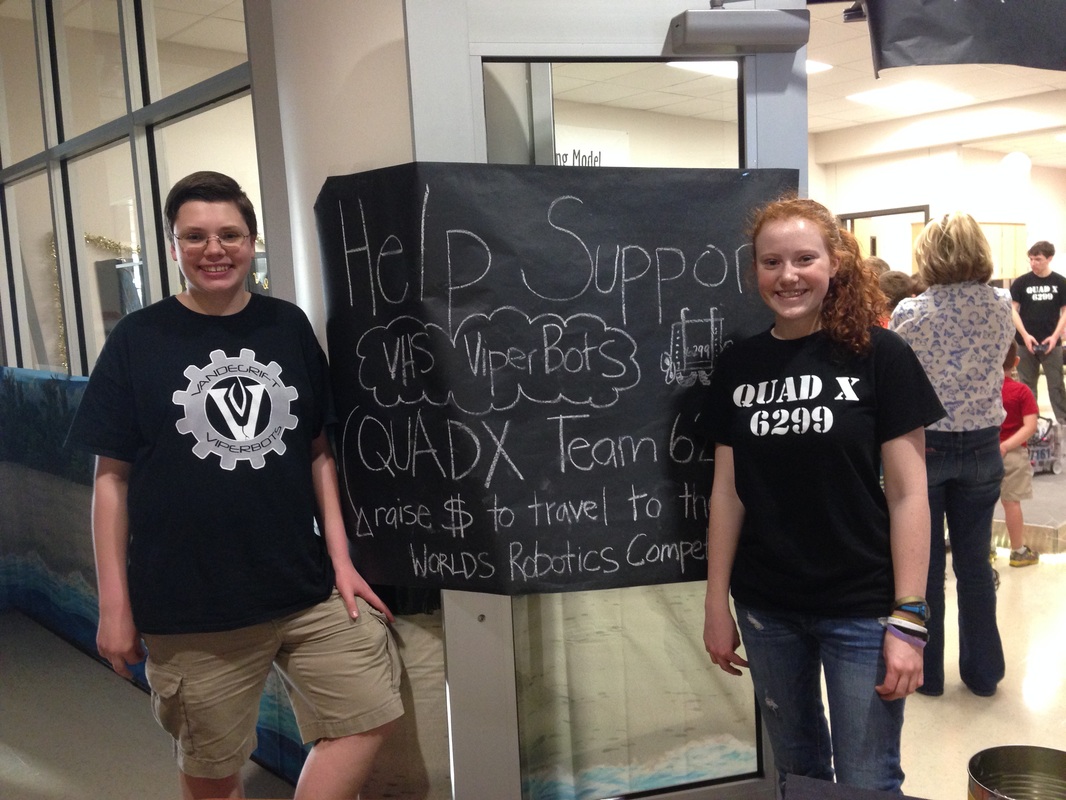 ng Model
Help Suppor
VHS ViperBots
6299
(QUADX Team 62
raise $ to travel to th
WORLDS Robotics Compet
VANDEGRIFT
V
VIPERBOTS
QUAD X
6299
QUAD X
6299
7161